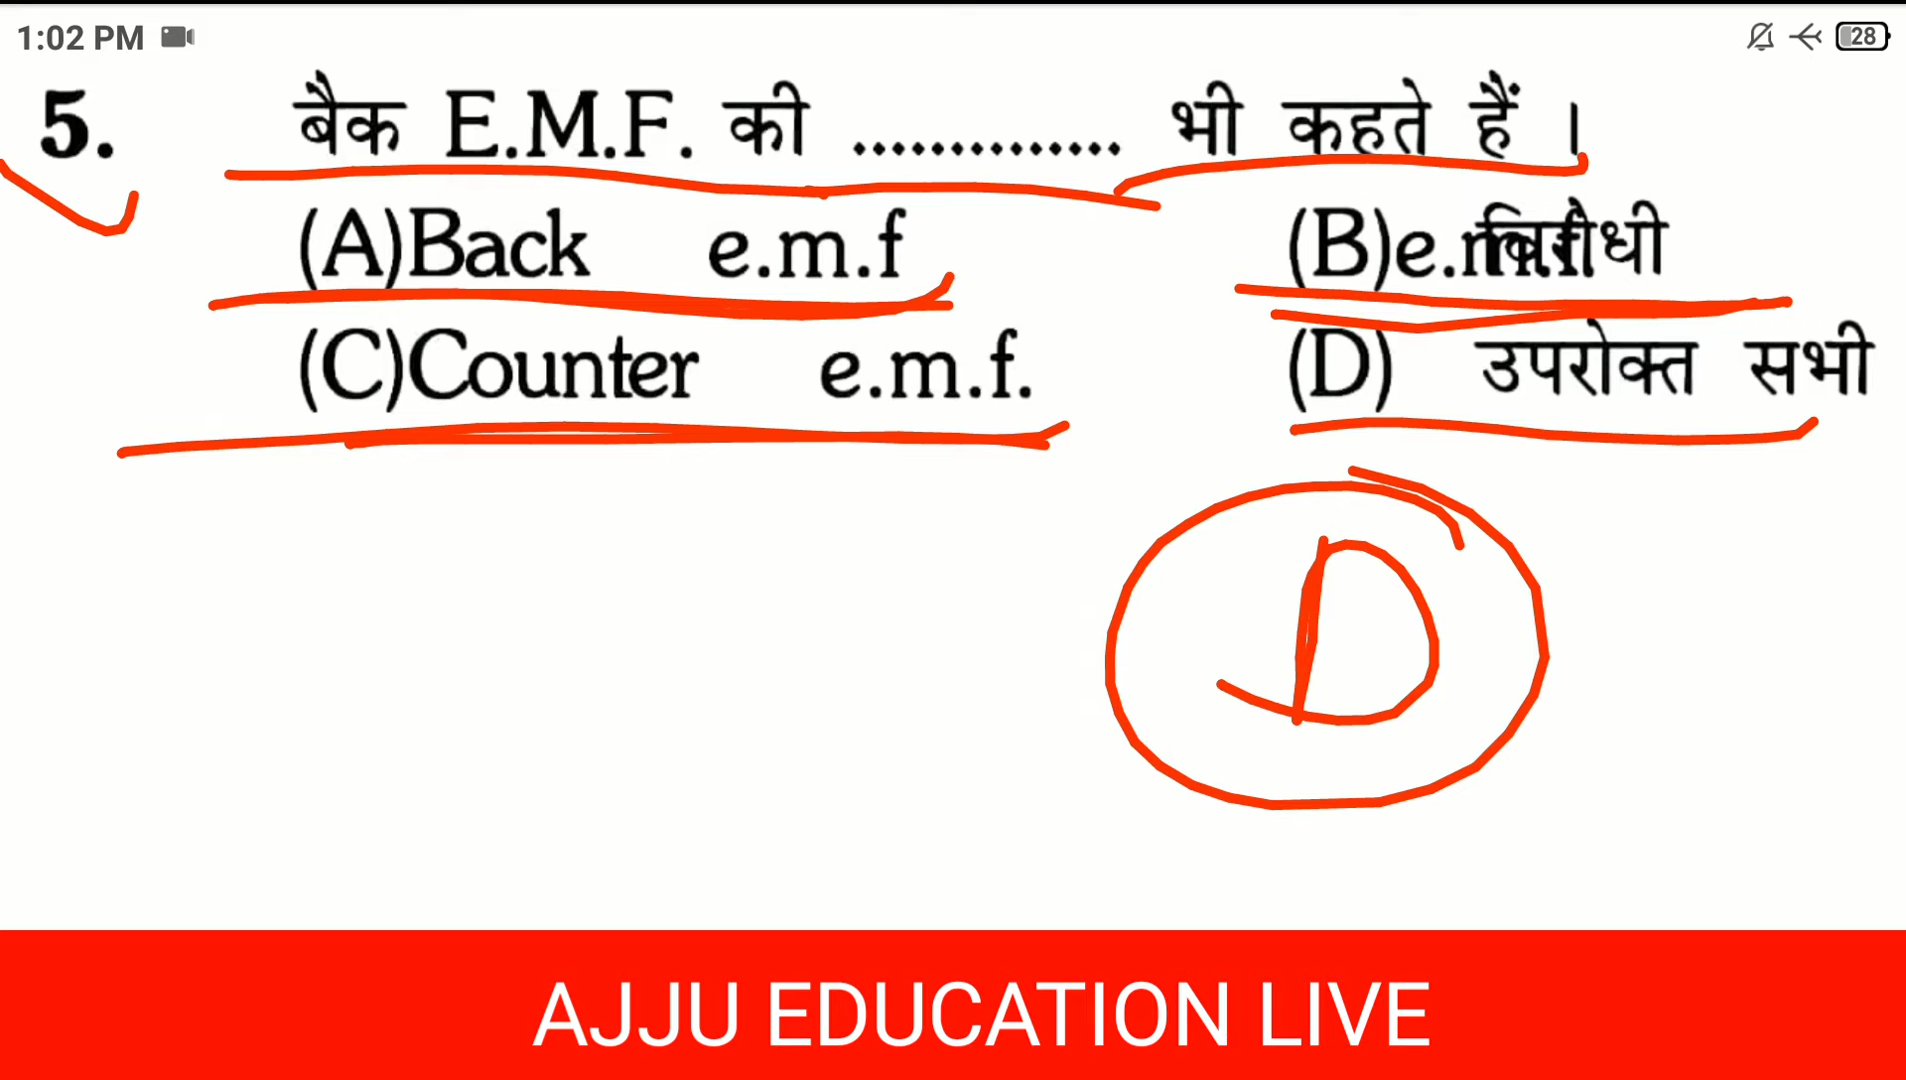 1:02 PM 28
5. बैक E.M.F. की .............. भी कहते हैं ।
(A)Back e.m.f (B)e.m.f. विरोधी
(C)Counter e.m.f. (D) उपरोक्त सभी
D
AJJU EDUCATION LIVE